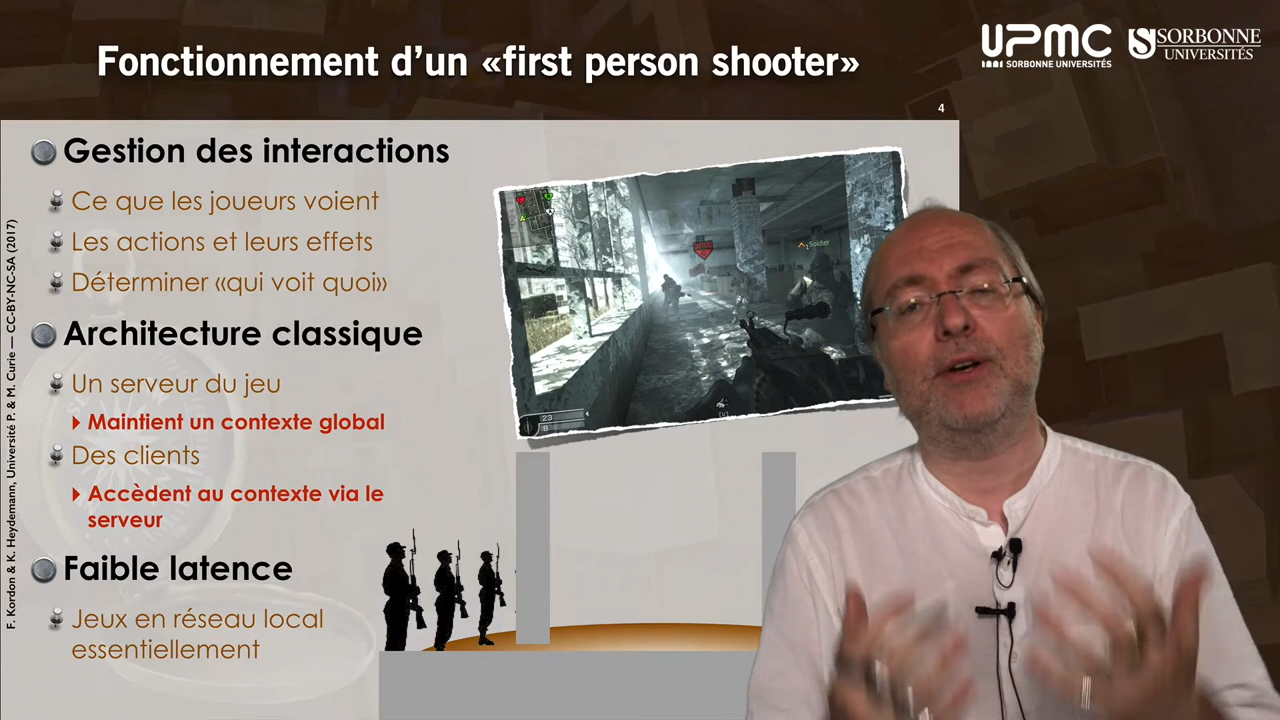 Fonctionnement d’un «first person shooter»
UPMC
SORBONNE UNIVERSITÉS
SORBONNE
UNIVERSITÉS
4
Gestion des interactions
Ce que les joueurs voient
Les actions et leurs effets
Déterminer «qui voit quoi»
Architecture classique
Un serveur du jeu
Maintient un contexte global
Des clients
Accèdent au contexte via le
serveur
Faible latence
Jeux en réseau local
essentiellement
F. Kordon & K. Heydemann, Université P. & M. Curie — CC-BY-NC-SA (2017)
Soldier
23
8